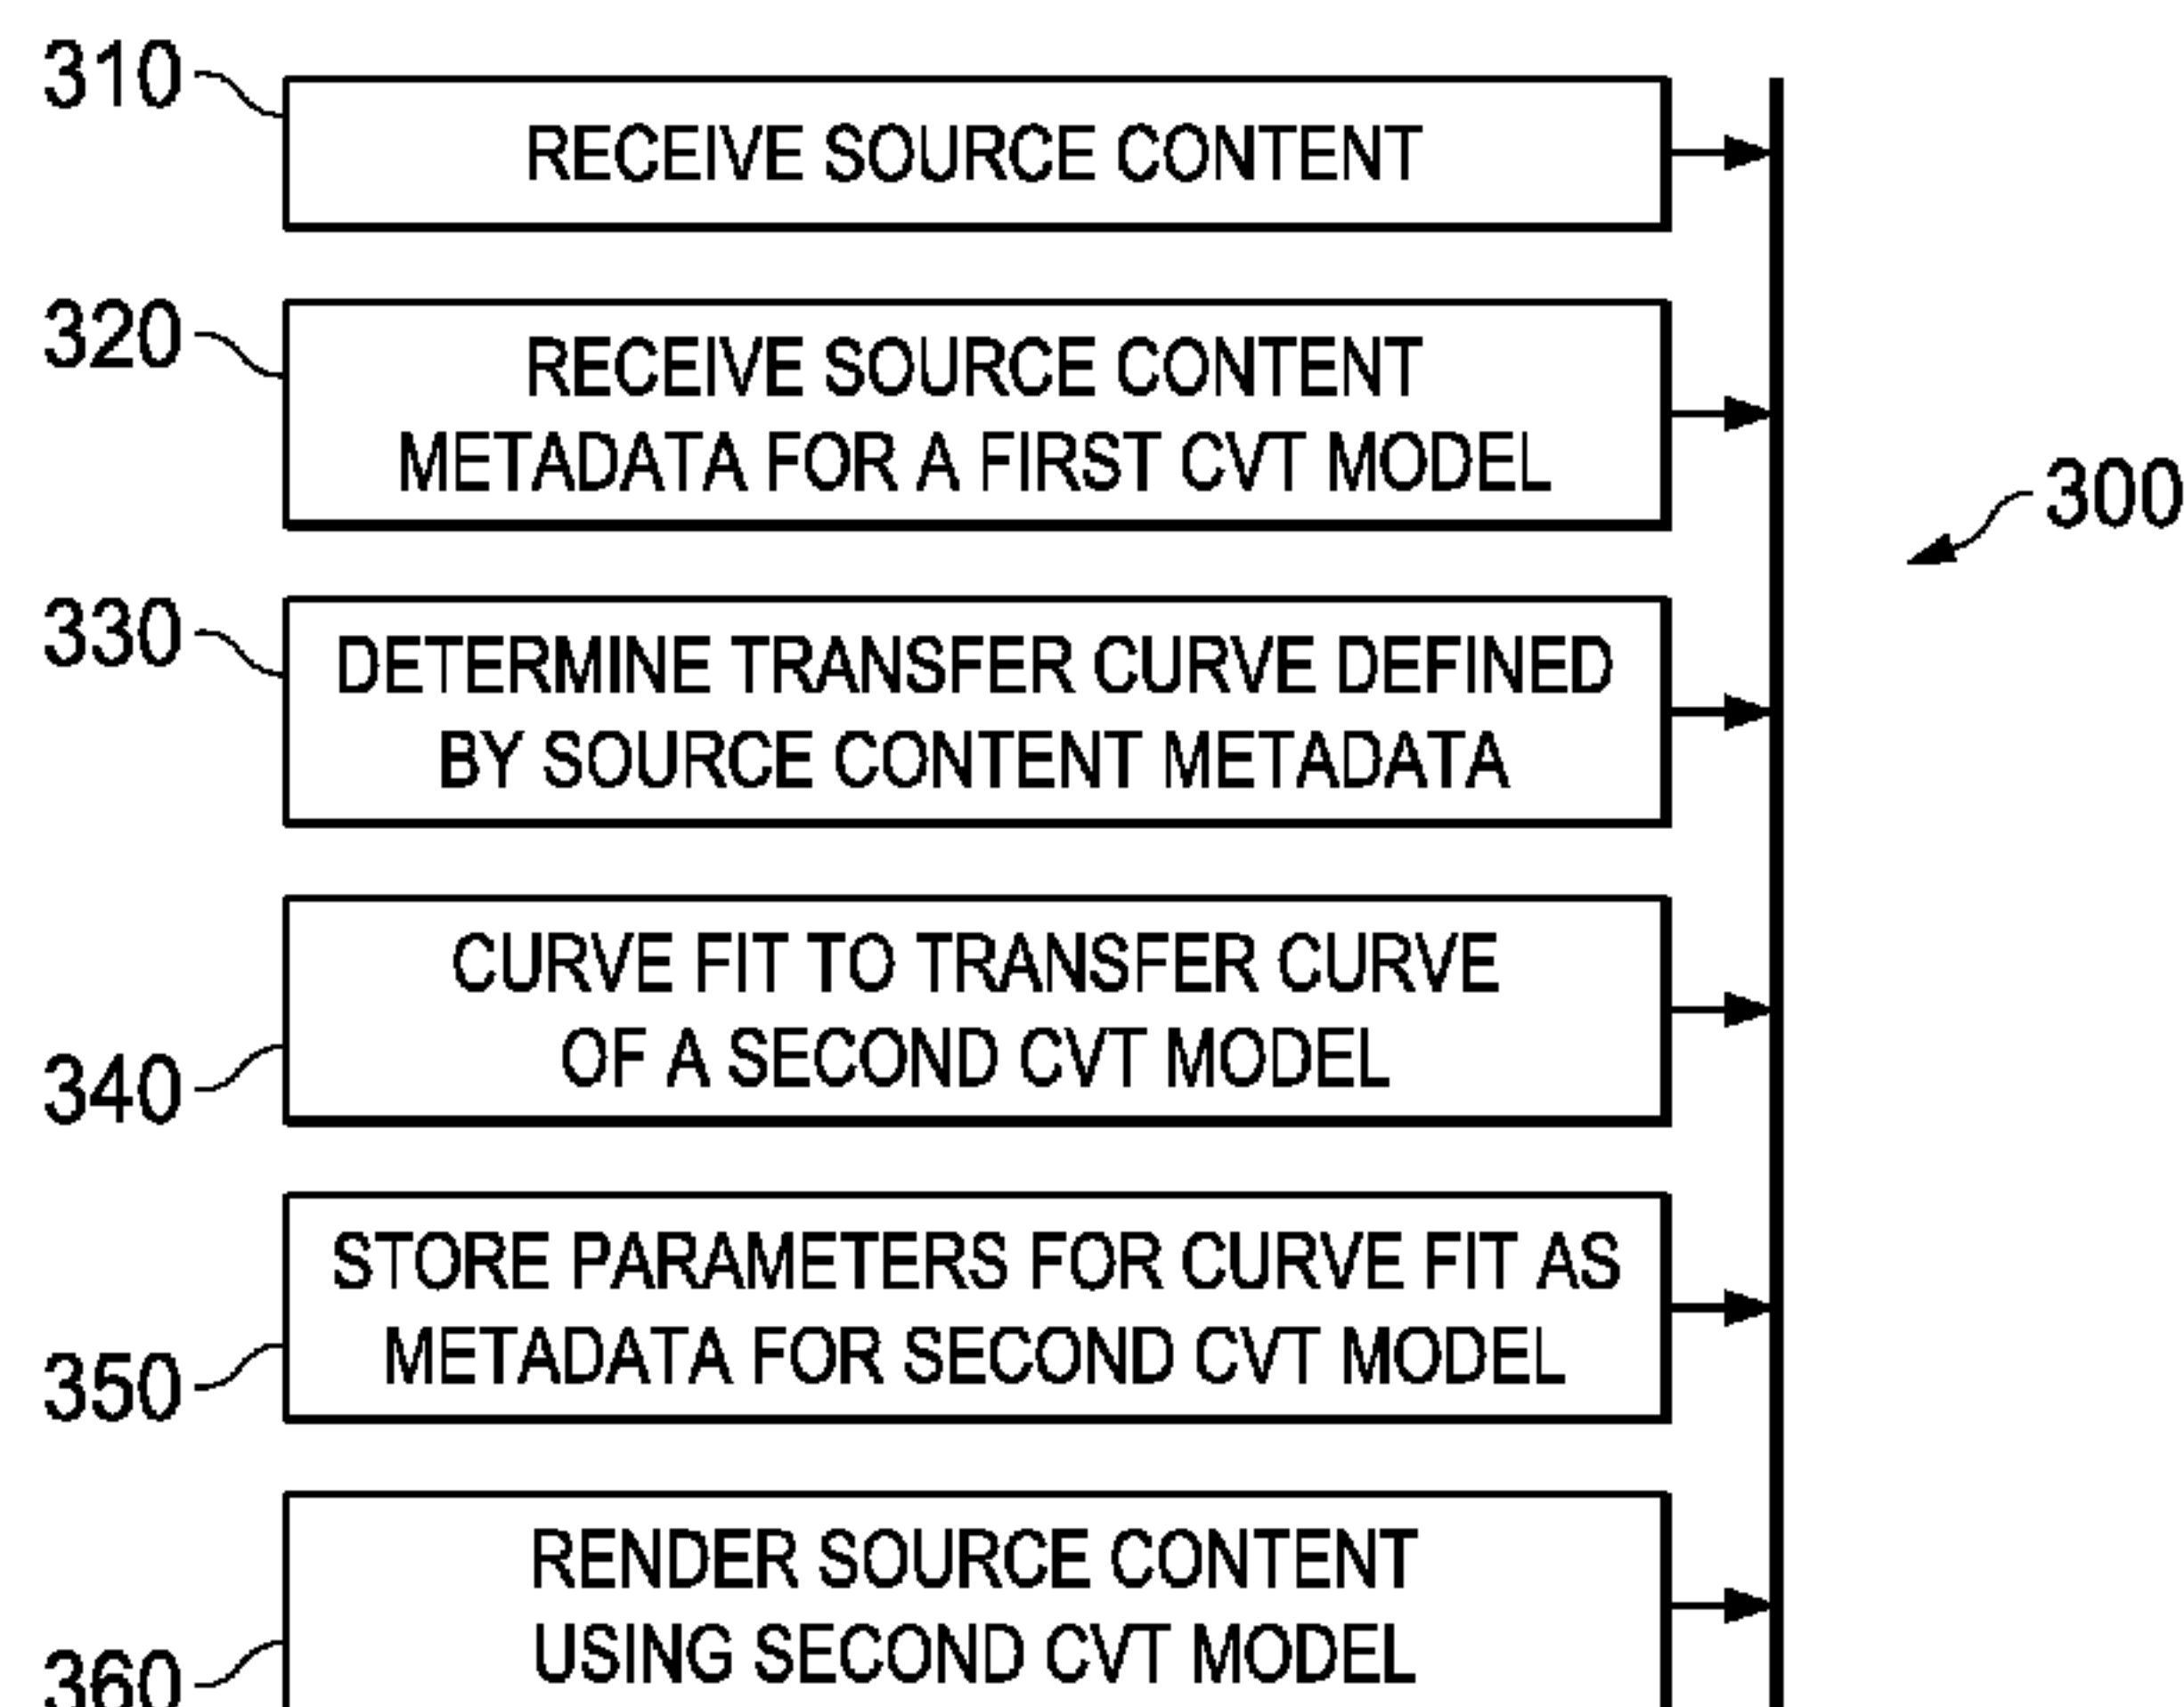 310
RECEIVE SOURCE CONTENT
320
RECEIVE SOURCE CONTENT
METADATA FOR A FIRST CVT MODEL
300
330
DETERMINE TRANSFER CURVE DEFINED
BY SOURCE CONTENT METADATA
340
CURVE FIT TO TRANSFER CURVE
OF A SECOND CVT MODEL
350
STORE PARAMETERS FOR CURVE FIT AS
METADATA FOR SECOND CVT MODEL
360
RENDER SOURCE CONTENT
USING SECOND CVT MODEL